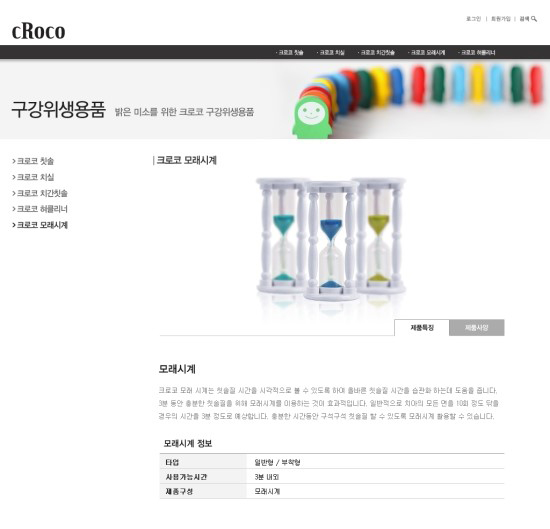 로그인 | 회원가입 | 검색
cRoco
· 크로코 칫솔 · 크로코 치실 · 크로코 치간칫솔 · 크로코 모래시계 · 크로코 혀클리너
구강위생용품 밝은 미소를 위한 크로코 구강위생용품
> 크로코 칫솔
> 크로코 치실
> 크로코 치간칫솔
> 크로코 혀클리너
> 크로코 모래시계
| 크로코 모래시계
제품특징 제품사양
모래시계
크로코 모래 시계는 칫솔질 시간을 시각적으로 볼 수 있도록 하여 올바른 칫솔질 시간을 습관화 하는데 도움을 줍니다.
3분 동안 충분한 칫솔질을 위해 모래시계를 이용하는 것이 효과적입니다. 일반적으로 치아의 모든 면을 10회 정도 닦을
경우의 시간을 3분 정도로 예상합니다. 충분한 시간동안 구석구석 칫솔질 할 수 있도록 모래시계 활용할 수 있습니다.
모래시계 정보
타입 일반형 / 부착형
사용가능시간 3분 내외
제품구성 모래시계